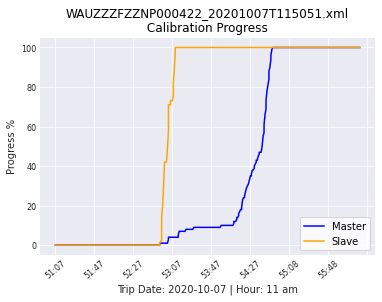 WAUZZZFZZNP000422_20201007T115051.xml
Calibration Progress
Progress %
100
80
60
40
20
0
51:07
51:47
52:27
53:07
53:47
54:27
55:08
55:48
Master
Slave
Trip Date: 2020-10-07 | Hour: 11 am